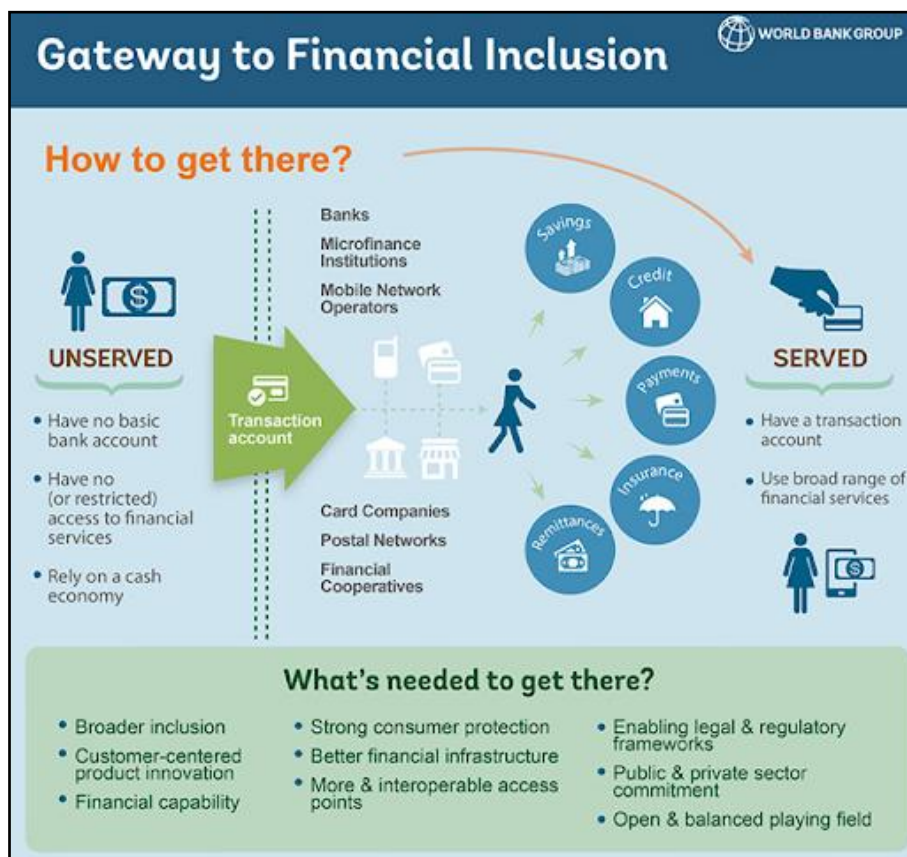 Gateway to Financial Inclusion
WORLD BANK GROUP
How to get there?
UNSERVED
• Have no basic
bank account
• Have no
(or restricted)
access to financial
services
• Rely on a cash
economy
Transaction
account
Banks
Microfinance
Institutions
Mobile Network
Operators
Card Companies
Postal Networks
Financial
Cooperatives
Savings
Credit
Payments
Insurance
Remittances
SERVED
• Have a transaction
account
• Use broad range of
financial services
What's needed to get there?
• Broader inclusion
• Customer-centered
product innovation
• Financial capability
• Strong consumer protection
• Better financial infrastructure
• More & interoperable access
points
• Enabling legal & regulatory
frameworks
• Public & private sector
commitment
• Open & balanced playing field